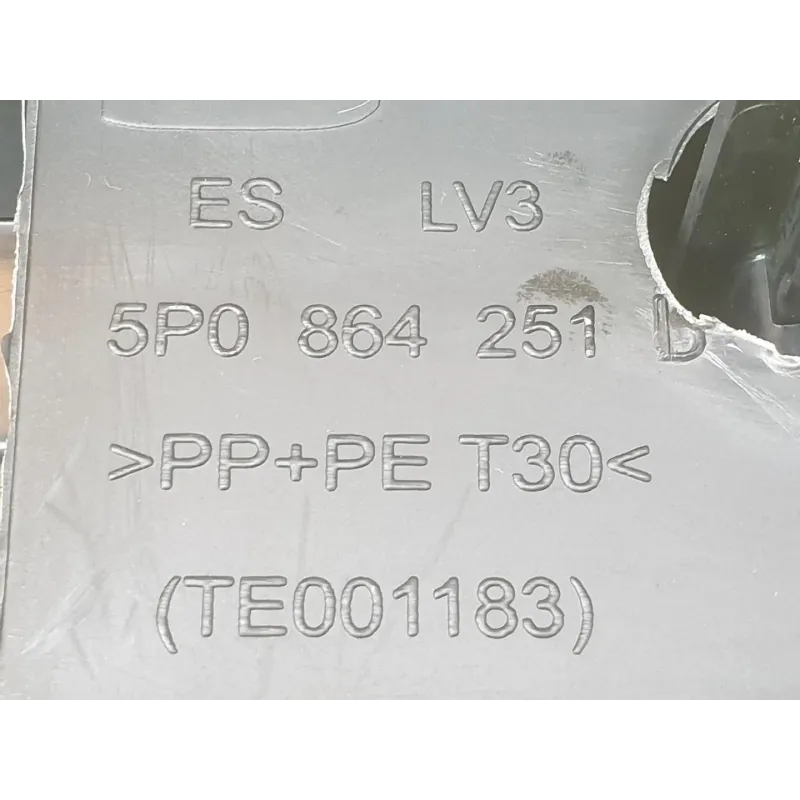 ES LV3
5P0 864 251
>PP+PE T30<
(TE001183)